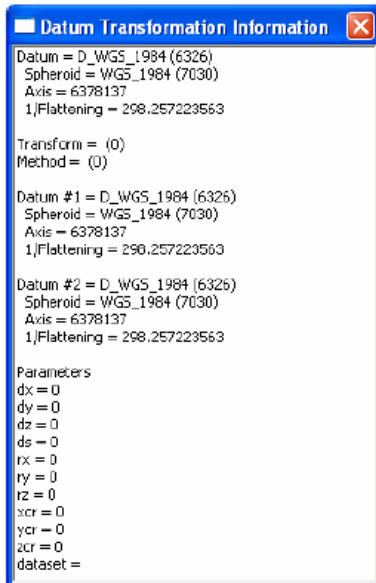 Datum Transformation Information
Datum = D_WGS_1984 (6326)
Spheroid = WGS_1984 (7030)
Axis = 6378137
1/Flattening = 298.257223563
Transform = (0)
Method = (0)
Datum #1 = D_WGS_1984 (6326)
Spheroid = WGS_1984 (7030)
Axis = 6378137
1/Flattening = 298.257223563
Datum #2 = D_WGS_1984 (6326)
Spheroid = WGS_1984 (7030)
Axis = 6378137
1/Flattening = 298.257223563
Parameters
dx = 0
dy = 0
dz = 0
ds = 0
rx = 0
ry = 0
rz = 0
xcr = 0
ycr = 0
zcr = 0
dataset =